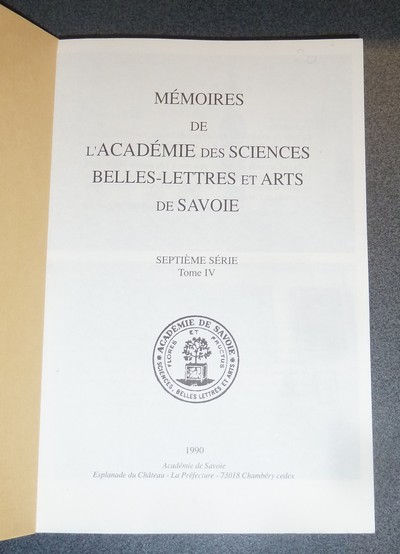 MÉMOIRES
DE
L'ACADÉMIE DES SCIENCES
BELLES-LETTRES ET ARTS
DE SAVOIE
SEPTIÈME SÉRIE
Tome IV
ACADÉMIE DE SAVOIE
FLORES ET FRUCTUS
SCIENCES, BELLES LETTRES ET ARTS
1990
Académie de Savoie
Esplanade du Château - La Préfecture - 73018 Chambéry cedex